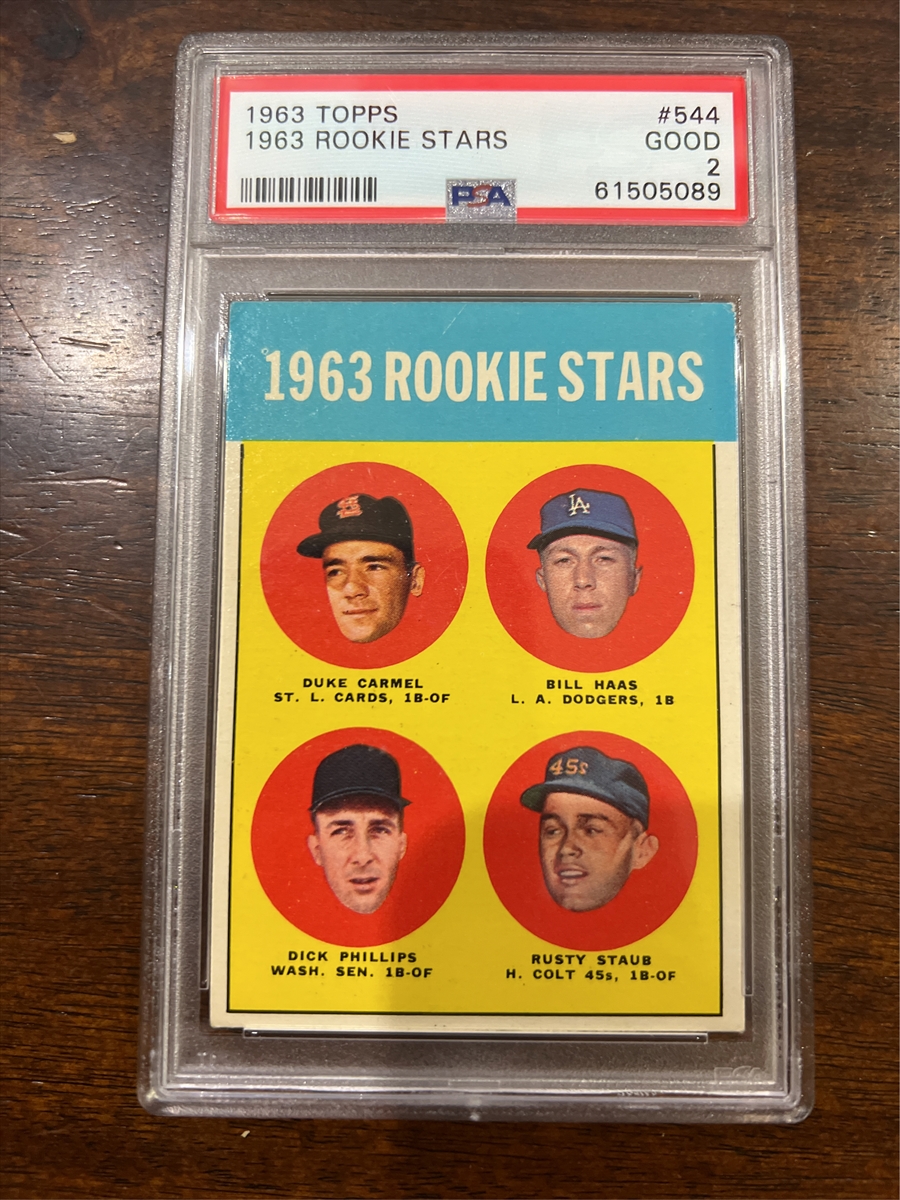 1963 TOPPS #544
1963 ROOKIE STARS GOOD
2
PSA 61505089
1963 ROOKIE STARS
LA
45s
DUKE CARMEL BILL HAAS
ST. L. CARDS, 1B-OF L. A. DODGERS, 1B
DICK PHILLIPS RUSTY STAUB
WASH. SEN. 1B-OF H. COLT 45s, 1B-OF